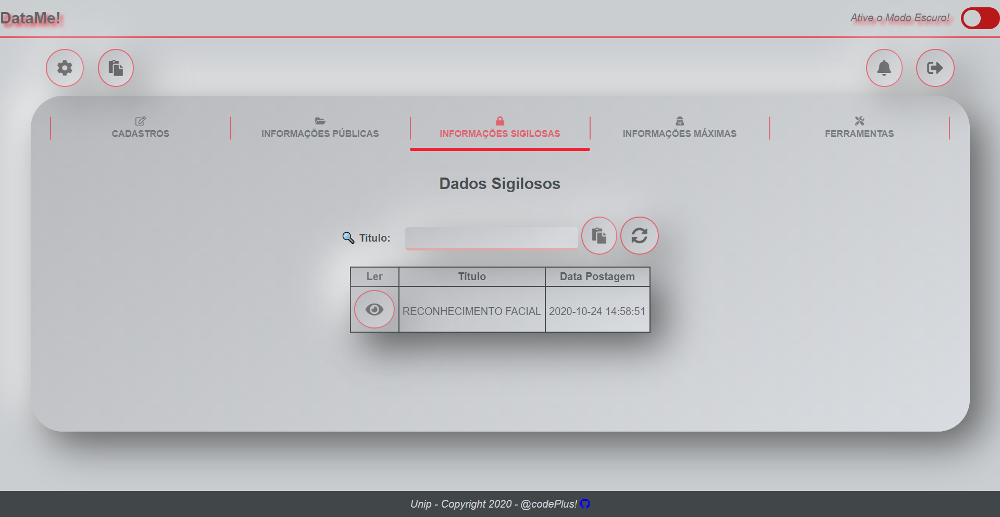 DataMe!
Ative o Modo Escuro!
CADASTROS
INFORMAÇÕES PÚBLICAS
INFORMAÇÕES SIGILOSAS
INFORMAÇÕES MÁXIMAS
FERRAMENTAS
Dados Sigilosos
Título:
Ler Título Data Postagem
RECONHECIMENTO FACIAL 2020-10-24 14:58:51
Unip - Copyright 2020 - @codePlus!